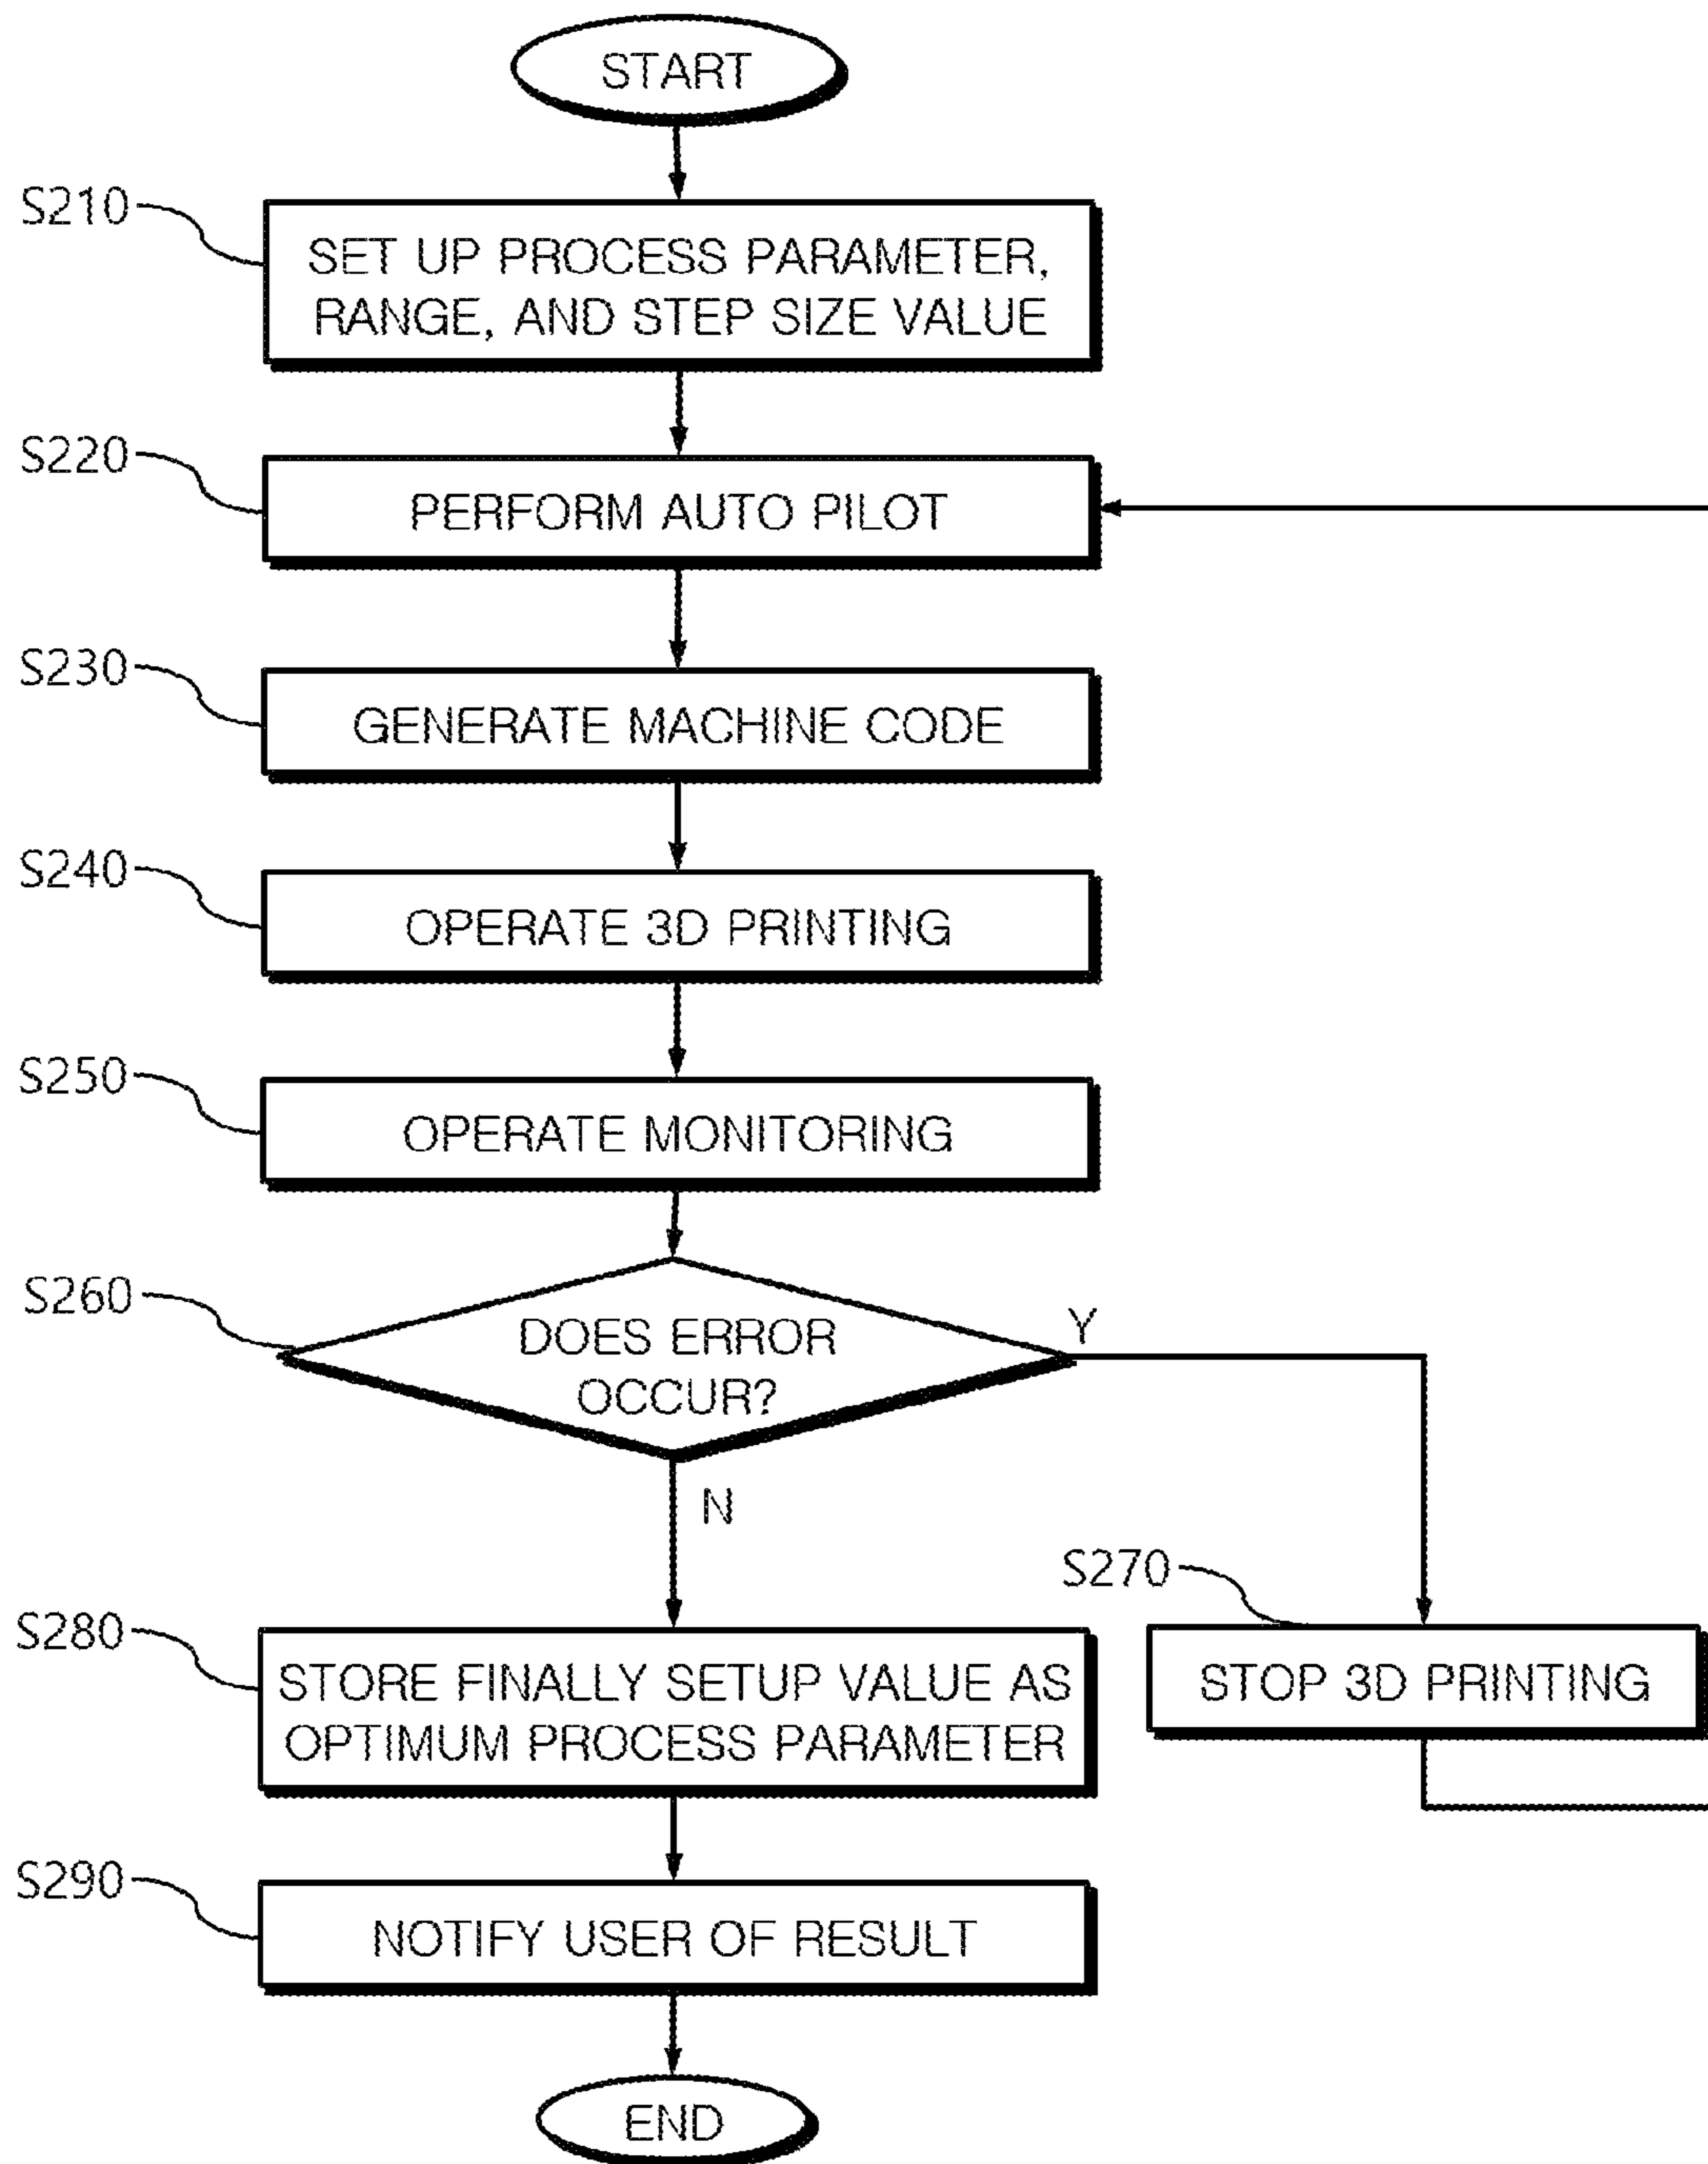 START
S210
SET UP PROCESS PARAMETER,
RANGE, AND STEP SIZE VALUE
S220
PERFORM AUTO PILOT
S230
GENERATE MACHINE CODE
S240
OPERATE 3D PRINTING
S250
OPERATE MONITORING
S260
DOES ERROR
OCCUR?
Y
N
S270
STOP 3D PRINTING
S280
STORE FINALLY SETUP VALUE AS
OPTIMUM PROCESS PARAMETER
S290
NOTIFY USER OF RESULT
END